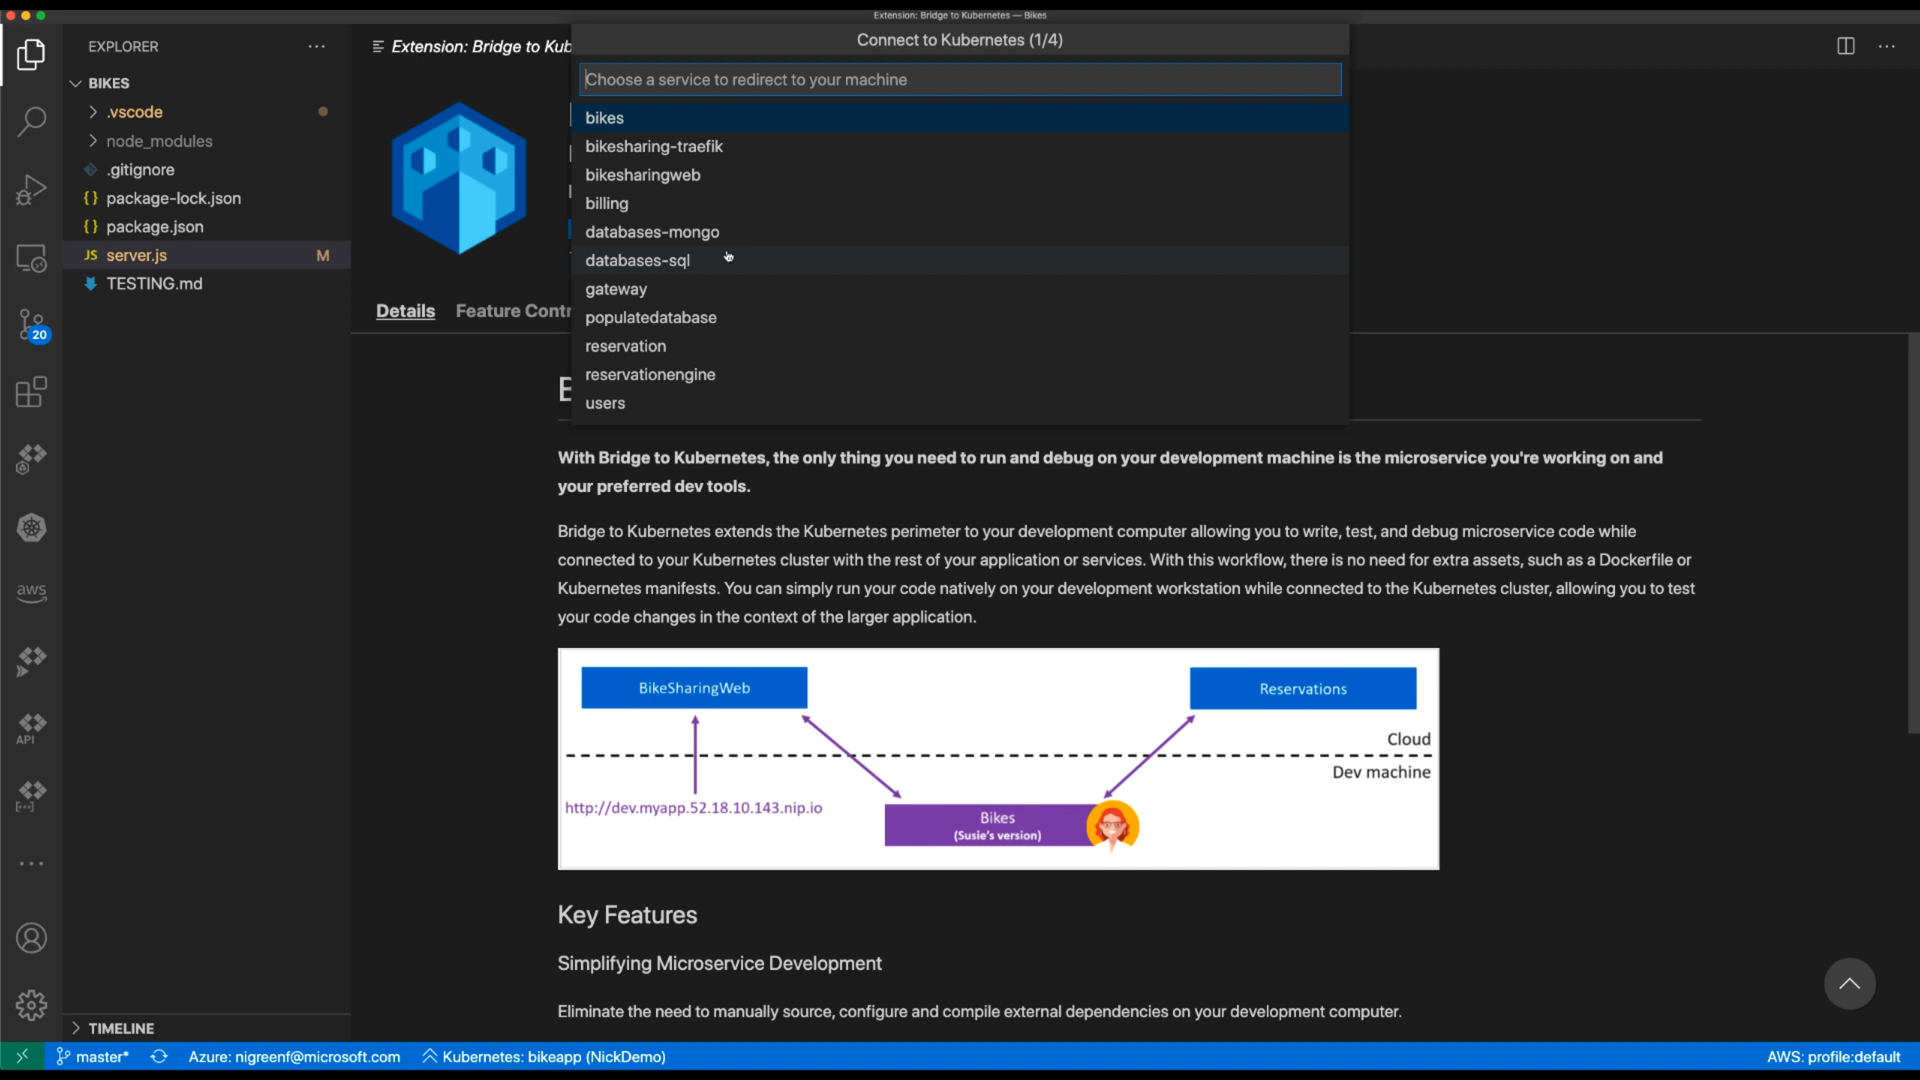 Extension: Bridge to Kubernetes — Bikes
EXPLORER
Extension: Bridge to Kub
Connect to Kubernetes (1/4)
Choose a service to redirect to your machine
BIKES
.vscode
node_modules
.gitignore
package-lock.json
package.json
JS server.js M
TESTING.md
bikes
bikesharing-traefik
bikesharingweb
billing
databases-mongo
databases-sql
gateway
populatedatabase
reservation
reservationengine
users
20
aws
API
Details Feature Contr
With Bridge to Kubernetes, the only thing you need to run and debug on your development machine is the microservice you're working on and
your preferred dev tools.
Bridge to Kubernetes extends the Kubernetes perimeter to your development computer allowing you to write, test, and debug microservice code while
connected to your Kubernetes cluster with the rest of your application or services. With this workflow, there is no need for extra assets, such as a Dockerfile or
Kubernetes manifests. You can simply run your code natively on your development workstation while connected to the Kubernetes cluster, allowing you to test
your code changes in the context of the larger application.
BikeSharingWeb
Reservations
Cloud
Dev machine
http://dev.myapp.52.18.10.143.nip.io
Bikes
(Susie's version)
Key Features
Simplifying Microservice Development
Eliminate the need to manually source, configure and compile external dependencies on your development computer.
TIMELINE
master* Azure: nigreenf@microsoft.com Kubernetes: bikeapp (NickDemo) AWS: profile:default